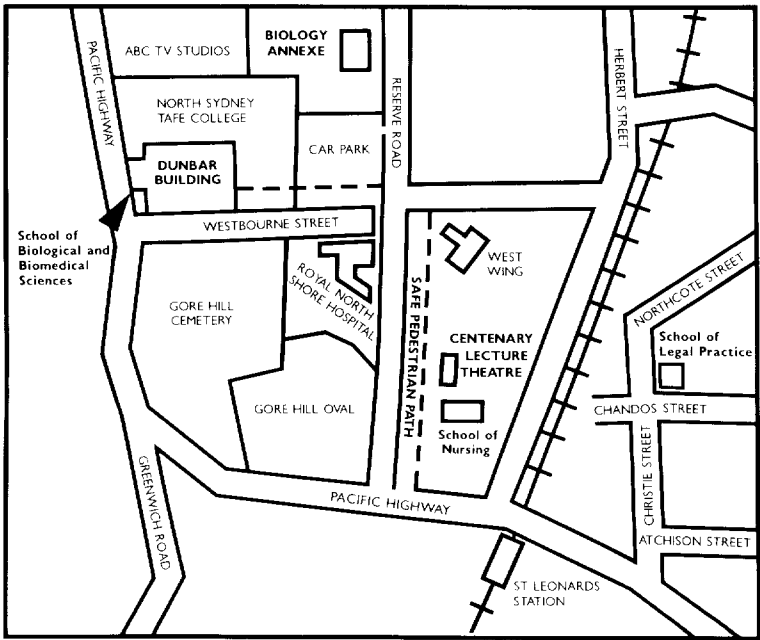 PACIFIC HIGHWAY
ABC TV STUDIOS
BIOLOGY
ANNEXE
RESERVE ROAD
HERBERT STREET
NORTH SYDNEY
TAFE COLLEGE
CAR PARK
DUNBAR
BUILDING
WESTBOURNE STREET
School of
Biological and
Biomedical
Sciences
WEST
WING
ROYAL NORTH
SHORE HOSPITAL
SAFE PEDESTRIAN PATH
NORTHCOTE STREET
GORE HILL
CEMETERY
CENTENARY
LECTURE
THEATRE
School of
Legal Practice
GORE HILL OVAL
CHANDOS STREET
School of
Nursing
CHRISTIE STREET
GREENWICH ROAD
PACIFIC HIGHWAY
ATCHISON STREET
ST LEONARDS
STATION